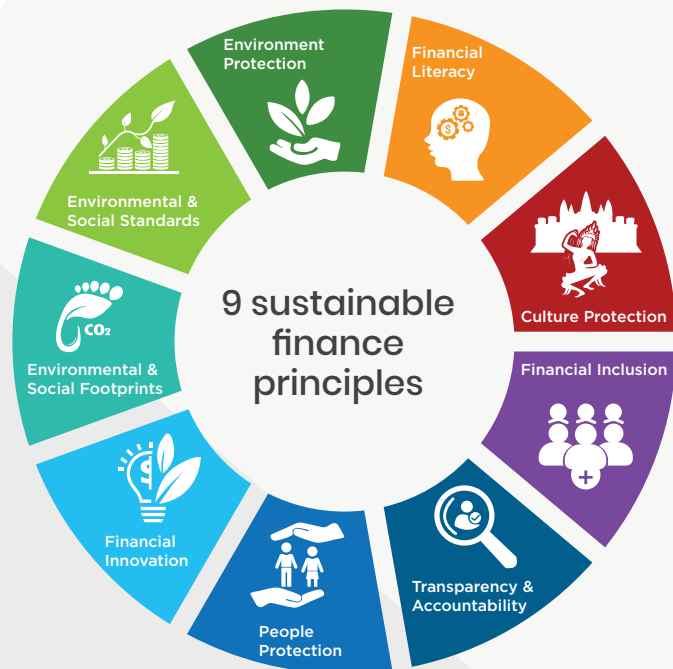 Environment
Protection
Financial
Literacy
Culture Protection
Financial Inclusion
Transparency &
Accountability
People
Protection
Financial
Innovation
Environmental &
Social Footprints
CO₂
Environmental &
Social Standards
9 sustainable
finance
principles
$
$